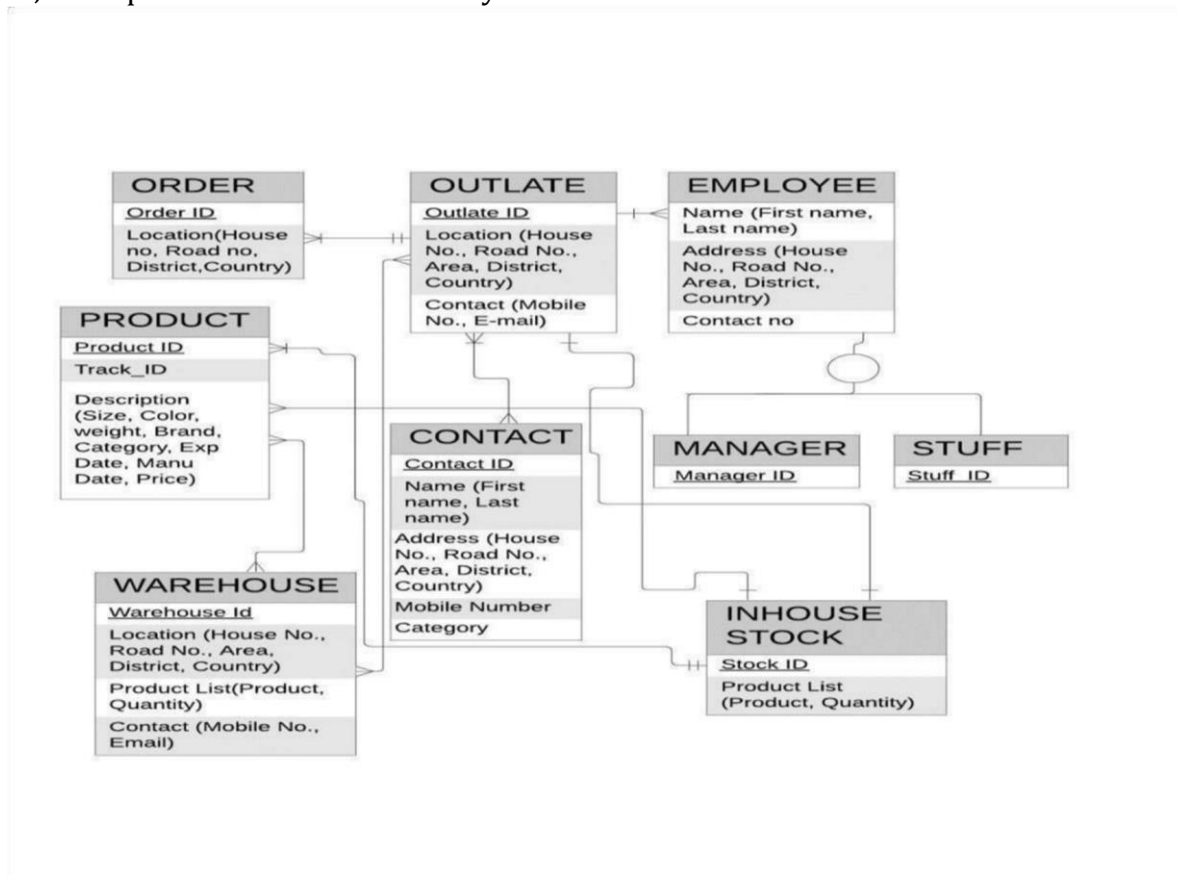 ORDER
Order ID
Location(House
no, Road no,
District,Country)
OUTLATE
Outlate ID
Location (House
No., Road No.,
Area, District,
Country)
Contact (Mobile
No., E-mail)
EMPLOYEE
Name (First name,
Last name)
Address (House
No., Road No.,
Area, District,
Country)
Contact no
PRODUCT
Product ID
Track_ID
Description
(Size, Color,
weight, Brand,
Category, Exp
Date, Manu
Date, Price)
CONTACT
Contact ID
Name (First
name, Last
name)
Address (House
No., Road No.,
Area, District,
Country)
Mobile Number
Category
MANAGER
Manager ID
STUFF
Stuff_ID
WAREHOUSE
Warehouse Id
Location (House No.,
Road No., Area,
District, Country)
Product List(Product,
Quantity)
Contact (Mobile No.,
Email)
INHOUSE
STOCK
Stock ID
Product List
(Product, Quantity)